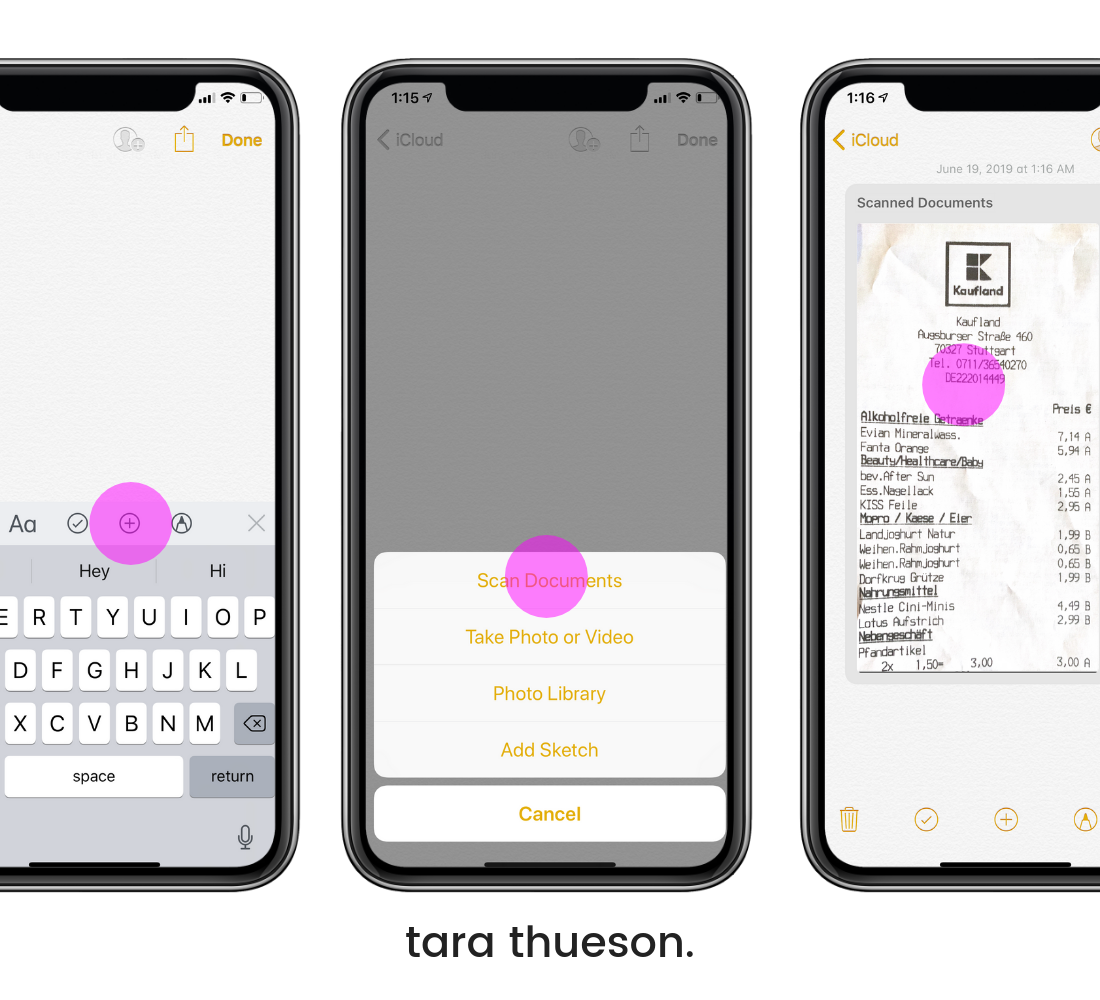 Done
Aa
Hey Hi
E R T Y U I O P
D F G H J K L
X C V B N M
space return
1:15
iCloud Done
Scan Documents
Take Photo or Video
Photo Library
Add Sketch
Cancel
1:16
iCloud
June 19, 2019 at 1:16 AM
Scanned Documents
Kaufland
Kaufland
Augsburger Straße 460
70327 Stuttgart
Tel. 0711/36540270
DE222014449
Preis €
Alkoholfreie Getraenke
Evian Mineralwass. 7,14 A
Fanta Orange 5,94 A
Beauty/Healthcare/Baby
bev.After Sun 2,45 A
Ess.Nagellack 1,55 A
KISS Feile 2,95 A
Mopro / Kaese / Eier
Landjoghurt Natur 1,99 B
Weihen.Rahmjoghurt 0,65 B
Weihen.Rahmjoghurt 0,65 B
Dorfkrug Grütze 1,99 B
Nahrungsmittel
Nestle Cini-Minis 4,49 B
Lotus Aufstrich 2,99 B
Nebengeschäft
Pfandartikel
2x 1,50= 3,00 3,00 A
tara thueson.